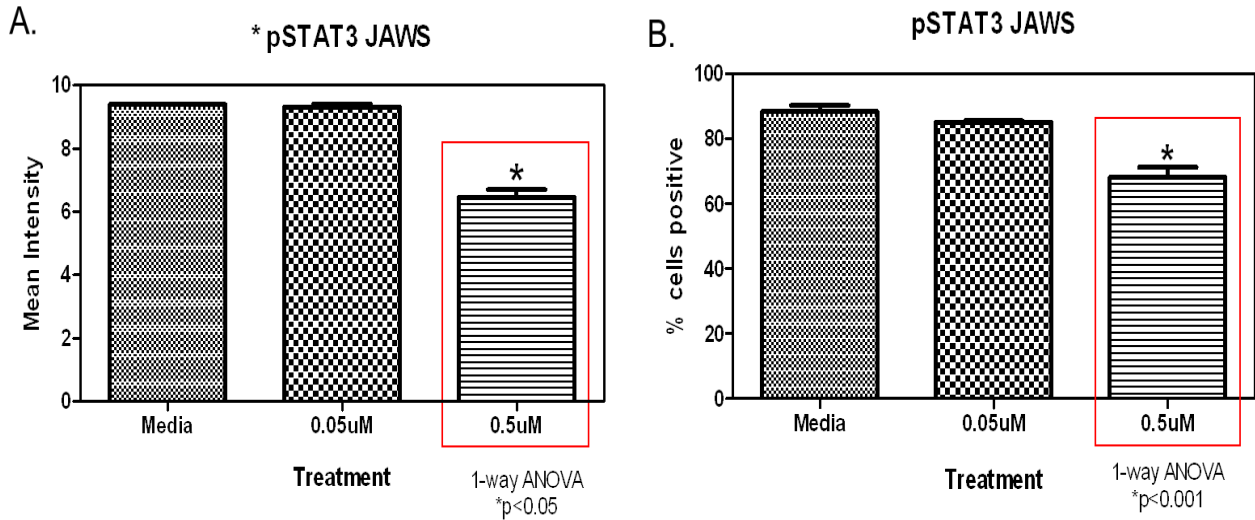 A.
* pSTAT3 JAWS
Mean Intensity
10
8
6
4
2
0
*
Media
0.05uM
0.5uM
Treatment
1-way ANOVA
*p<0.05
B.
pSTAT3 JAWS
% cells positive
100
80
60
40
20
0
*
Media
0.05uM
0.5uM
Treatment
1-way ANOVA
*p<0.001